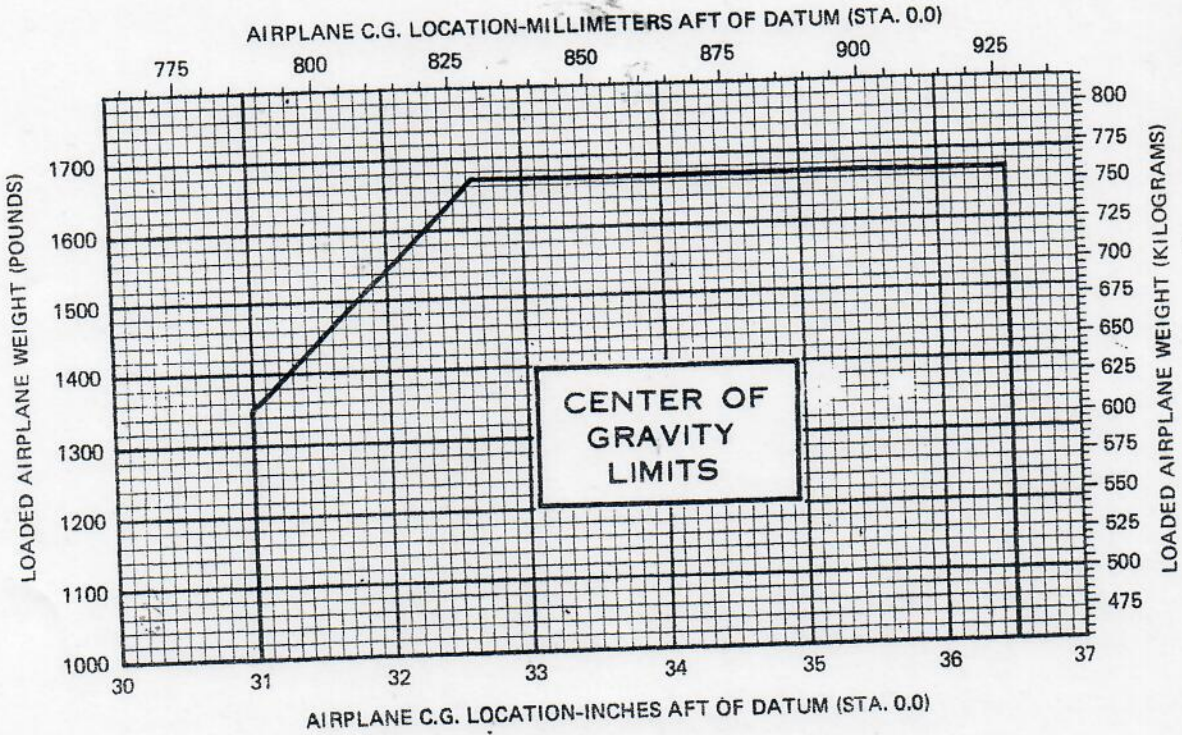 AIRPLANE C.G. LOCATION-MILLIMETERS AFT OF DATUM (STA. 0.0)
775 800 825 850 875 900 925
LOADED AIRPLANE WEIGHT (POUNDS)
1700
1600
1500
1400
1300
1200
1100
1000
CENTER OF
GRAVITY
LIMITS
800
775
750
725
700
675
650
625
600
575
550
525
500
475
LOADED AIRPLANE WEIGHT (KILOGRAMS)
30 31 32 33 34 35 36 37
AIRPLANE C.G. LOCATION-INCHES AFT OF DATUM (STA. 0.0)